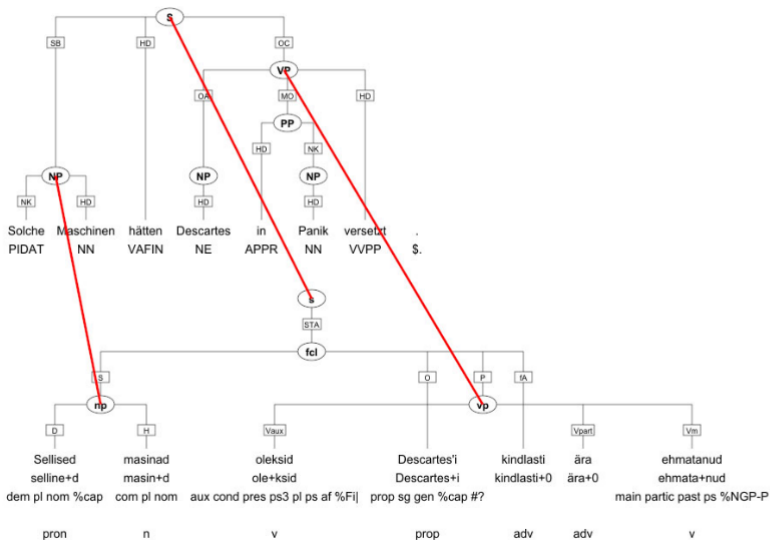 S
SB HD OC
VP
OA MO HD
PP
HD NK
NP NP NP
NK HD HD HD
Solche Maschinen hätten Descartes in Panik versetzt .
PIDAT NN VAFIN NE APPR NN VVPP $.
s
STA
fcl
S O P fA
np vp
D H Vaux Vpart Vm
Sellised masinad oleksid Descartes'i kindlasti ära ehmatanud
selline+d masin+d ole+ksid Descartes+i kindlasti+0 ära+0 ehmata+nud
dem pl nom %cap com pl nom aux cond pres ps3 pl ps af %Fi| prop sg gen %cap #? main partic past ps %NGP-P
pron n v prop adv adv v